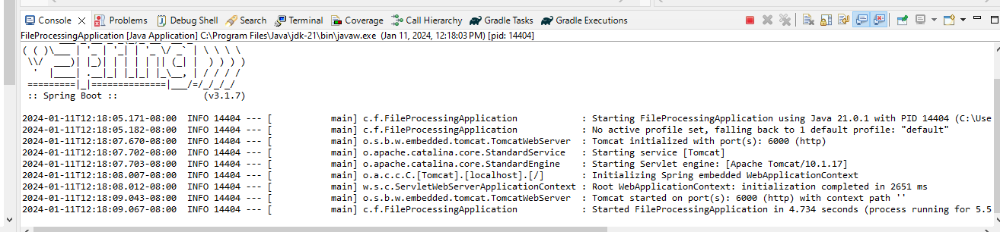 Console Problems Debug Shell Search Terminal Coverage Call Hierarchy Gradle Tasks Gradle Executions
FileProcessingApplication [Java Application] C:\Program Files\Java\jdk-21\bin\javaw.exe (Jan 11, 2024, 12:18:03 PM) [pid: 14404]
( ( )\___ | '_ | '_| | '_ \/ _` | \ \ \ \
 \\/  ___)| |_)| | | | | || (_| |  ) ) ) )
  '  |____| .__|_| |_|_| |_\__, | / / / /
 =========|_|==============|___/=/_/_/_/
 :: Spring Boot ::                (v3.1.7)
2024-01-11T12:18:05.171-08:00  INFO 14404 --- [           main] c.f.FileProcessingApplication            : Starting FileProcessingApplication using Java 21.0.1 with PID 14404 (C:\Use
2024-01-11T12:18:05.182-08:00  INFO 14404 --- [           main] c.f.FileProcessingApplication            : No active profile set, falling back to 1 default profile: "default"
2024-01-11T12:18:07.670-08:00  INFO 14404 --- [           main] o.s.b.w.embedded.tomcat.TomcatWebServer  : Tomcat initialized with port(s): 6000 (http)
2024-01-11T12:18:07.702-08:00  INFO 14404 --- [           main] o.apache.catalina.core.StandardService   : Starting service [Tomcat]
2024-01-11T12:18:07.703-08:00  INFO 14404 --- [           main] o.apache.catalina.core.StandardEngine    : Starting Servlet engine: [Apache Tomcat/10.1.17]
2024-01-11T12:18:08.007-08:00  INFO 14404 --- [           main] o.a.c.c.C.[Tomcat].[localhost].[/]       : Initializing Spring embedded WebApplicationContext
2024-01-11T12:18:08.012-08:00  INFO 14404 --- [           main] w.s.c.ServletWebServerApplicationContext : Root WebApplicationContext: initialization completed in 2651 ms
2024-01-11T12:18:09.043-08:00  INFO 14404 --- [           main] o.s.b.w.embedded.tomcat.TomcatWebServer  : Tomcat started on port(s): 6000 (http) with context path ''
2024-01-11T12:18:09.067-08:00  INFO 14404 --- [           main] c.f.FileProcessingApplication            : Started FileProcessingApplication in 4.734 seconds (process running for 5.5